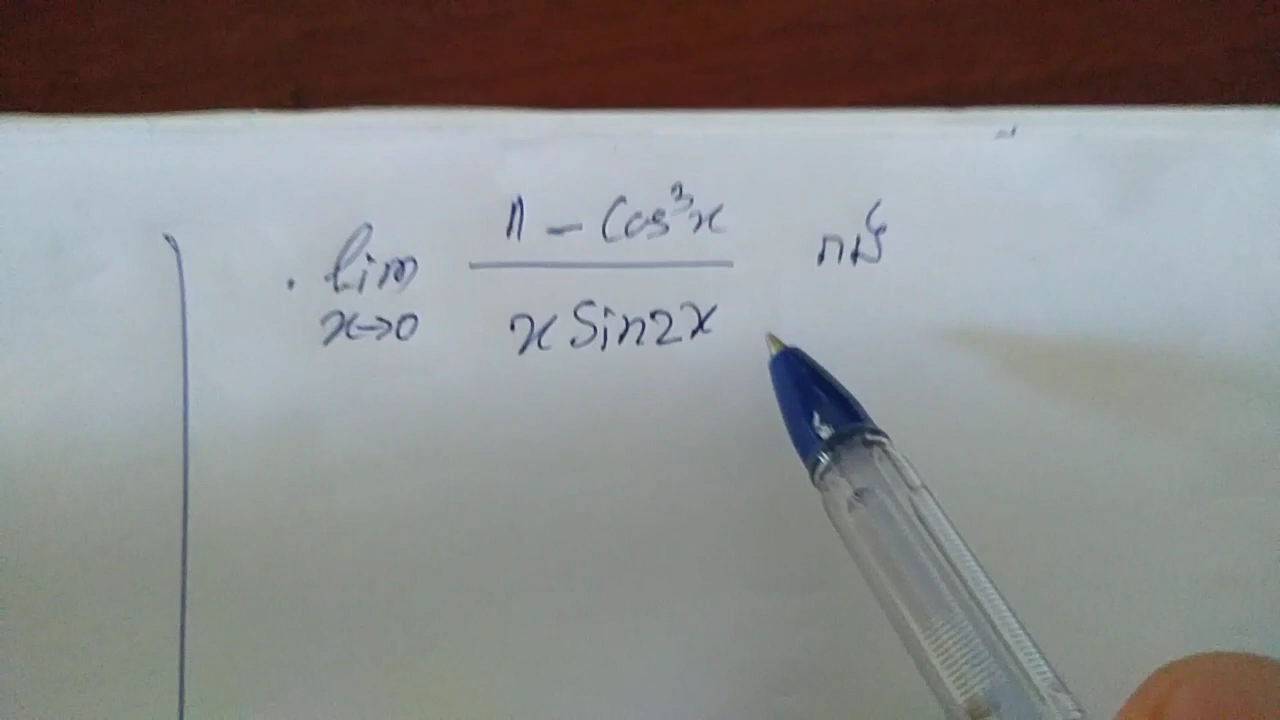 . lim 1 - Cos³x
x→0 x Sin2x